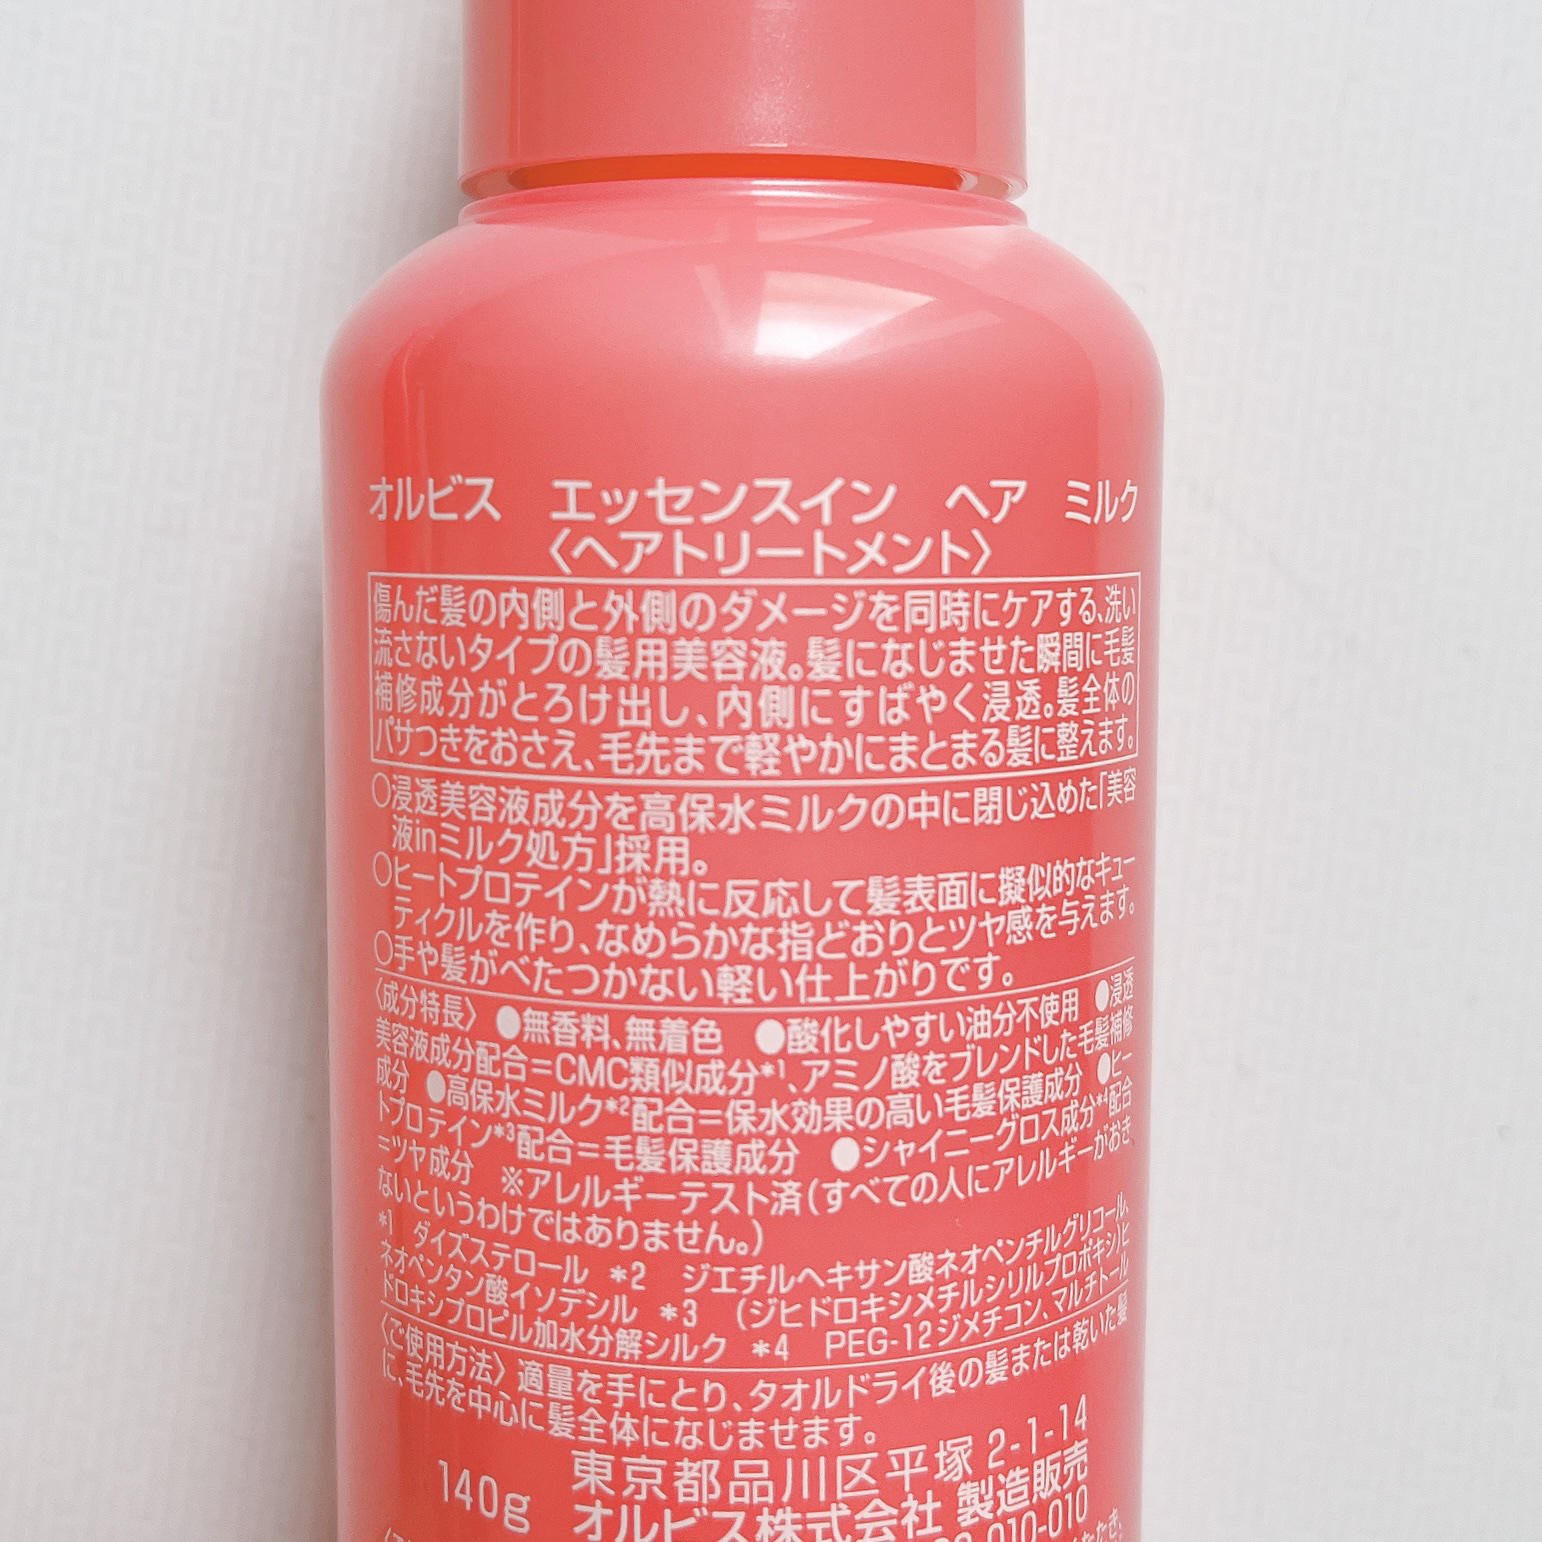 オルビス　エッセンスイン　ヘア　ミルク
〈ヘアトリートメント〉
傷んだ髪の内側と外側のダメージを同時にケアする、洗い
流さないタイプの髪用美容液。髪になじませた瞬間に毛髪
補修成分がとろけ出し、内側にすばやく浸透。髪全体の
パサつきをおさえ、毛先まで軽やかにまとまる髪に整えます。
○浸透美容液成分を高保水ミルクの中に閉じ込めた「美容
液inミルク処方」採用。
○ヒートプロテインが熱に反応して髪表面に擬似的なキュー
ティクルを作り、なめらかな指どおりとツヤ感を与えます。
○手や髪がべたつかない軽い仕上がりです。
〈成分特長〉 ●無香料、無着色　●酸化しやすい油分不使用　●浸透
美容液成分配合＝CMC類似成分*1、アミノ酸をブレンドした毛髪補修
成分　●高保水ミルク*2配合＝保水効果の高い毛髪保護成分　●ヒー
トプロテイン*3配合＝毛髪保護成分　●シャイニーグロス成分*4配合
＝ツヤ成分　※アレルギーテスト済（すべての人にアレルギーがおき
ないというわけではありません。）
*1　ダイズステロール　*2　ジエチルヘキサン酸ネオペンチルグリコール、
ネオペンタン酸イソデシル　*3　（ジヒドロキシメチルシリルプロポキシ）ヒ
ドロキシプロピル加水分解シルク　*4　PEG-12ジメチコン、マルチトール
〈ご使用方法〉適量を手にとり、タオルドライ後の髪または乾いた髪
に、毛先を中心に髪全体になじませます。
140g
東京都品川区平塚 2-1-14
オルビス株式会社 製造販売
010-010